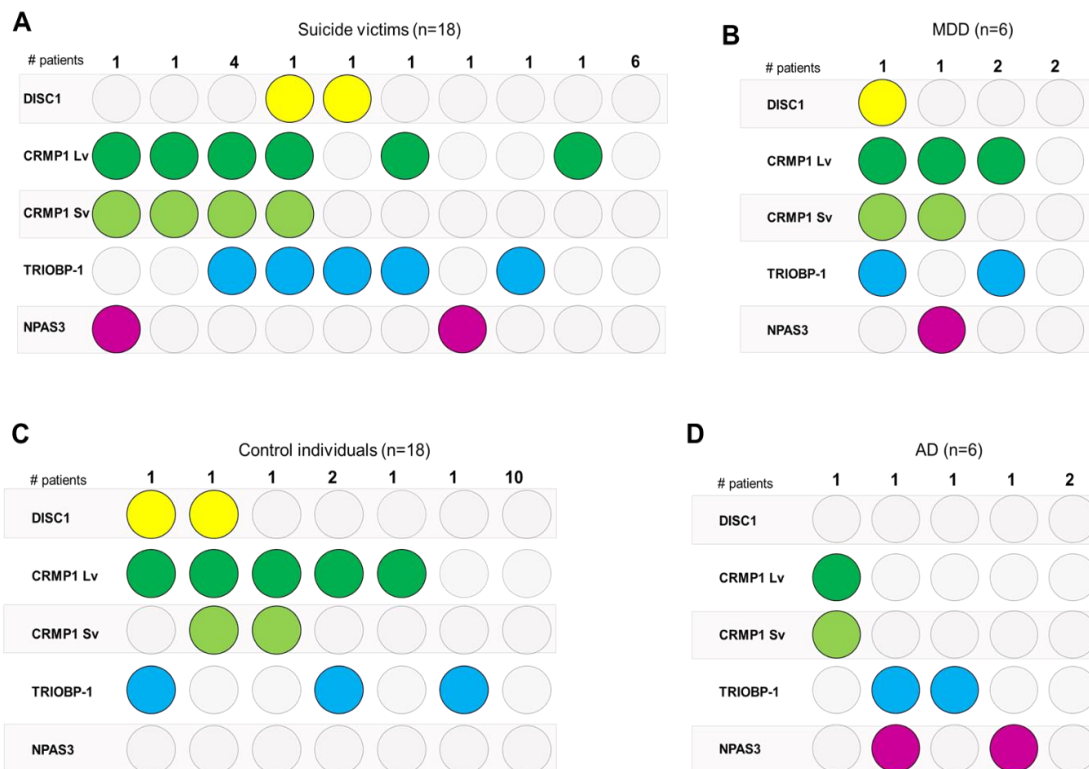 A
Suicide victims (n=18)
# patients 1 1 4 1 1 1 1 1 1 6
DISC1
CRMP1 Lv
CRMP1 Sv
TRIOBP-1
NPAS3
B
MDD (n=6)
# patients 1 1 2 2
DISC1
CRMP1 Lv
CRMP1 Sv
TRIOBP-1
NPAS3
C
Control individuals (n=18)
# patients 1 1 1 2 1 1 10
DISC1
CRMP1 Lv
CRMP1 Sv
TRIOBP-1
NPAS3
D
AD (n=6)
# patients 1 1 1 1 2
DISC1
CRMP1 Lv
CRMP1 Sv
TRIOBP-1
NPAS3